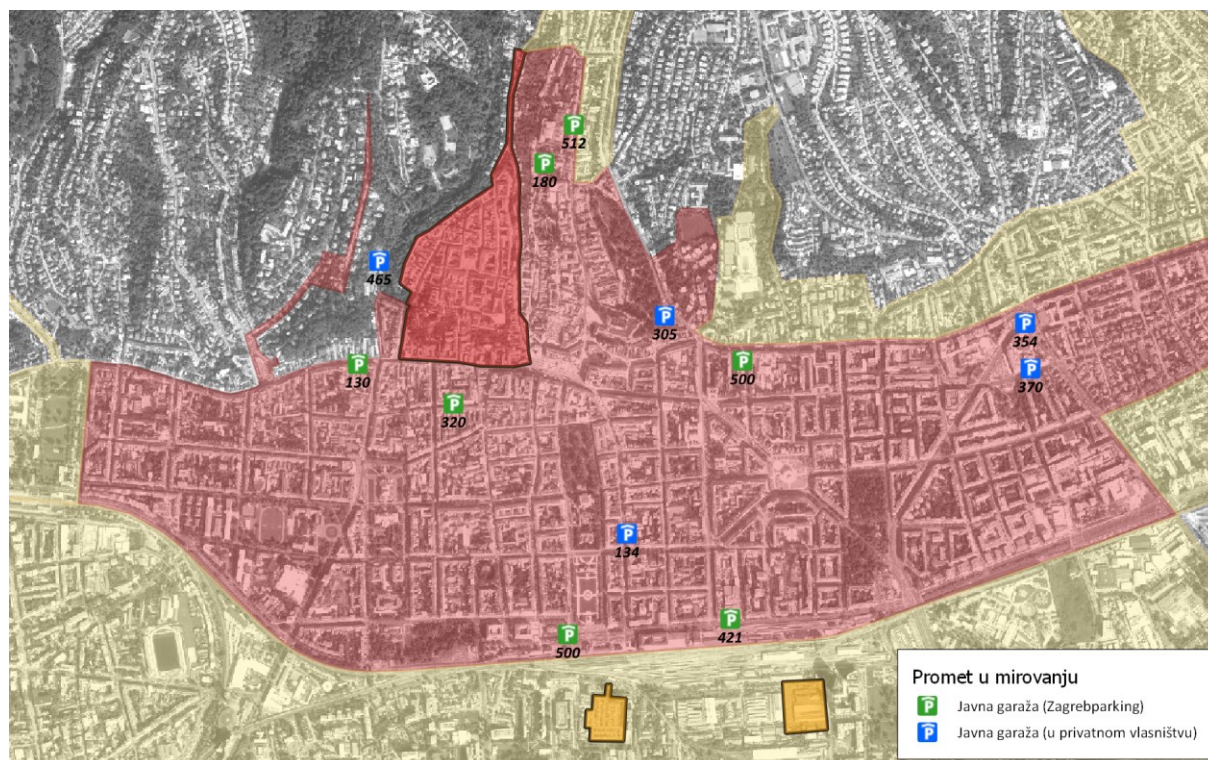 P
512
P
180
P
465
P
305
P
354
P
130
P
500
P
370
P
320
P
134
P
421
P
500
Promet u mirovanju
P
Javna garaža (Zagrebparking)
P
Javna garaža (u privatnom vlasništvu)